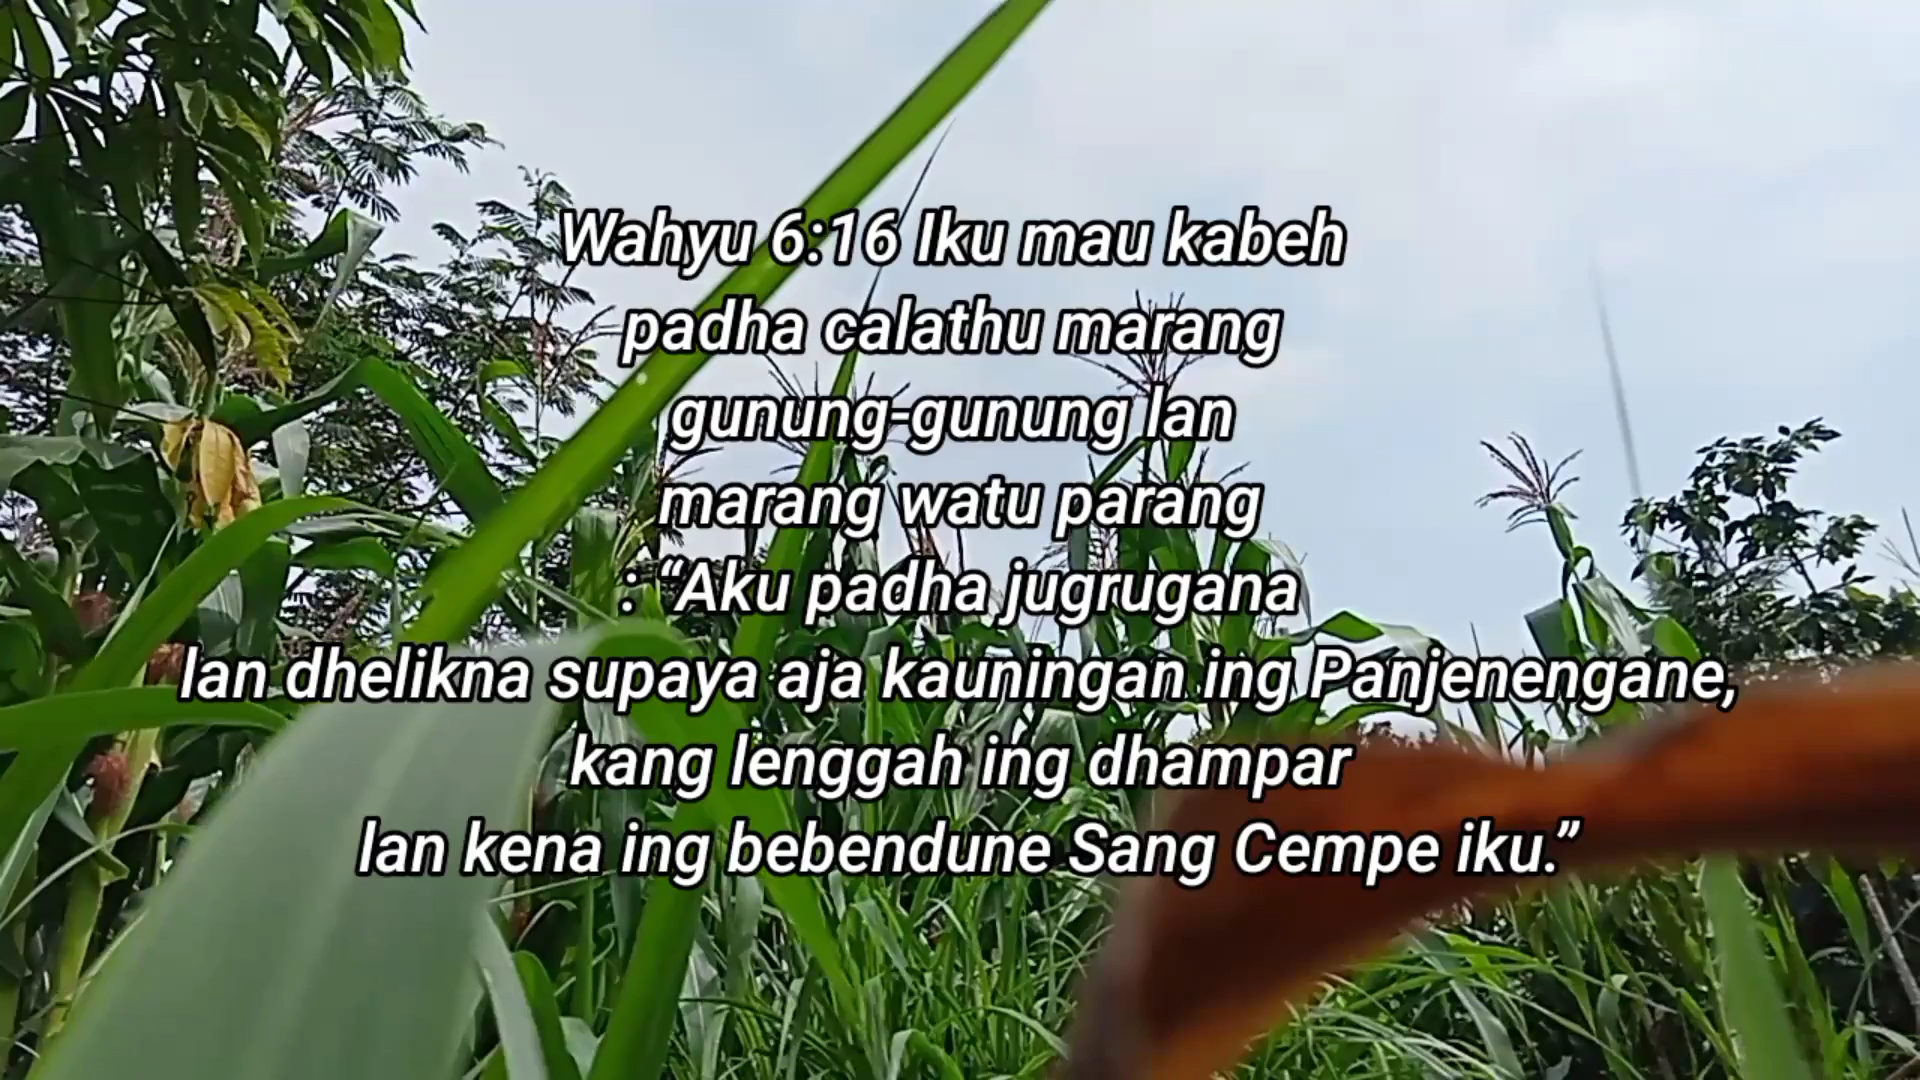 Wahyu 6:16 Iku mau kabeh
padha calathu marang
gunung-gunung lan
marang watu parang
: “Aku padha jugrugana
lan dhelikna supaya aja kauningan ing Panjenengane,
kang lenggah ing dhampar
lan kena ing bebendune Sang Cempe iku.”